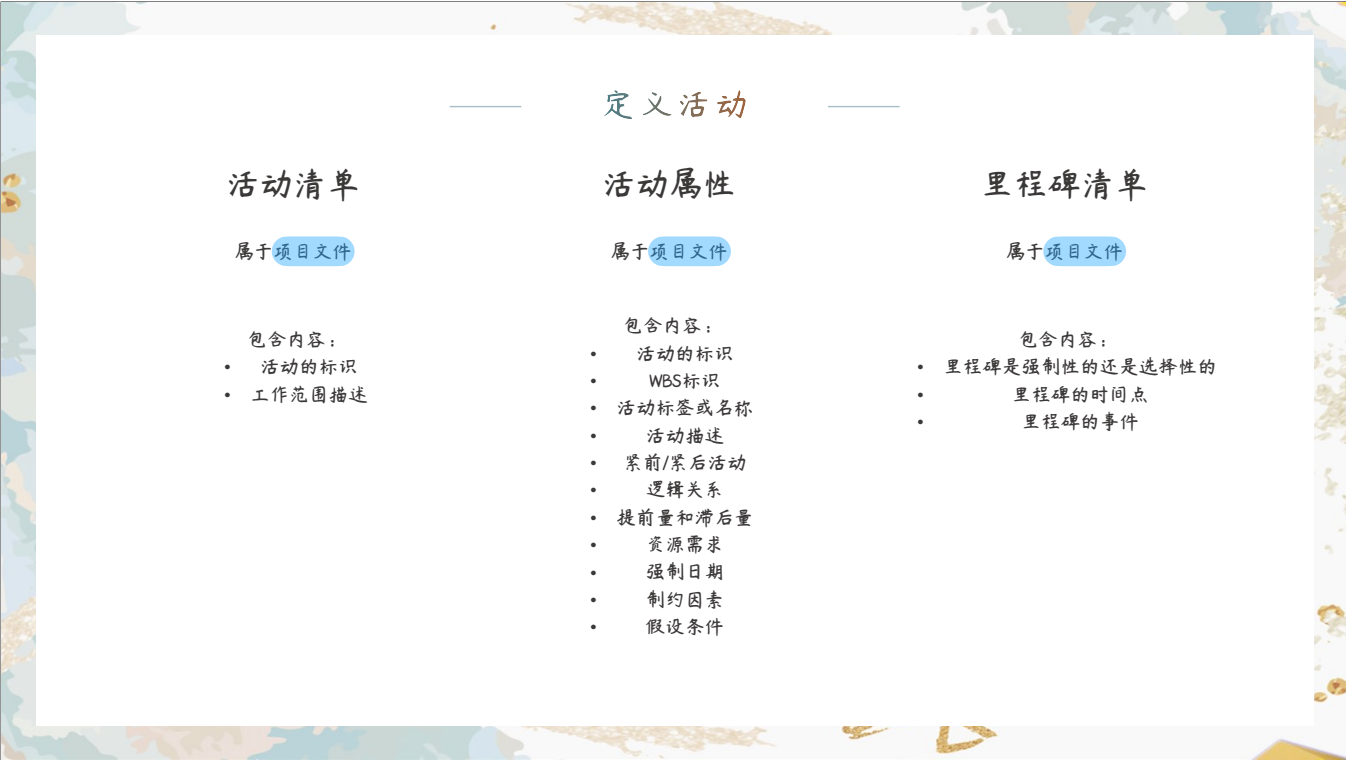 定义活动
活动清单
属于项目文件
包含内容：
• 活动的标识
• 工作范围描述
活动属性
属于项目文件
包含内容：
• 活动的标识
• WBS标识
• 活动标签或名称
• 活动描述
• 紧前/紧后活动
• 逻辑关系
• 提前量和滞后量
• 资源需求
• 强制日期
• 制约因素
• 假设条件
里程碑清单
属于项目文件
包含内容：
• 里程碑是强制性的还是选择性的
• 里程碑的时间点
• 里程碑的事件